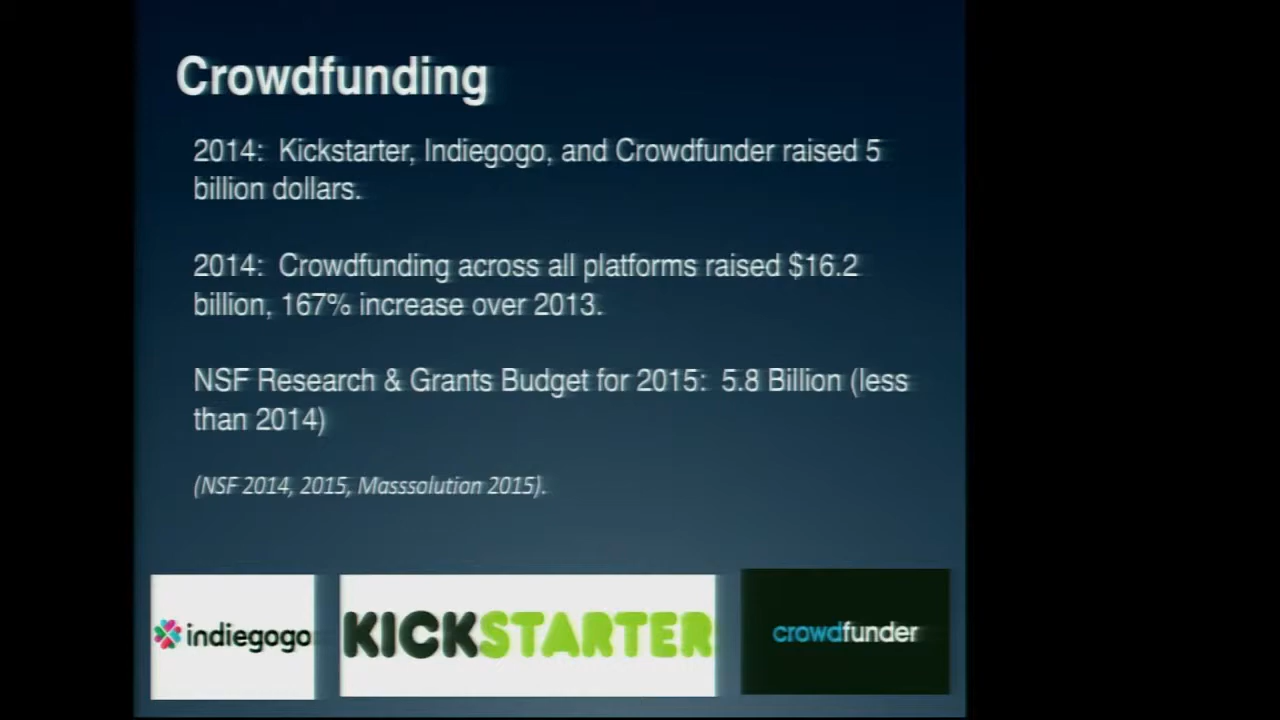 Crowdfunding
2014: Kickstarter, Indiegogo, and Crowdfunder raised 5
billion dollars.
2014: Crowdfunding across all platforms raised $16.2
billion, 167% increase over 2013.
NSF Research & Grants Budget for 2015: 5.8 Billion (less
than 2014)
(NSF 2014, 2015, Masssolution 2015).
indiegogo
KICKSTARTER
crowdfunder